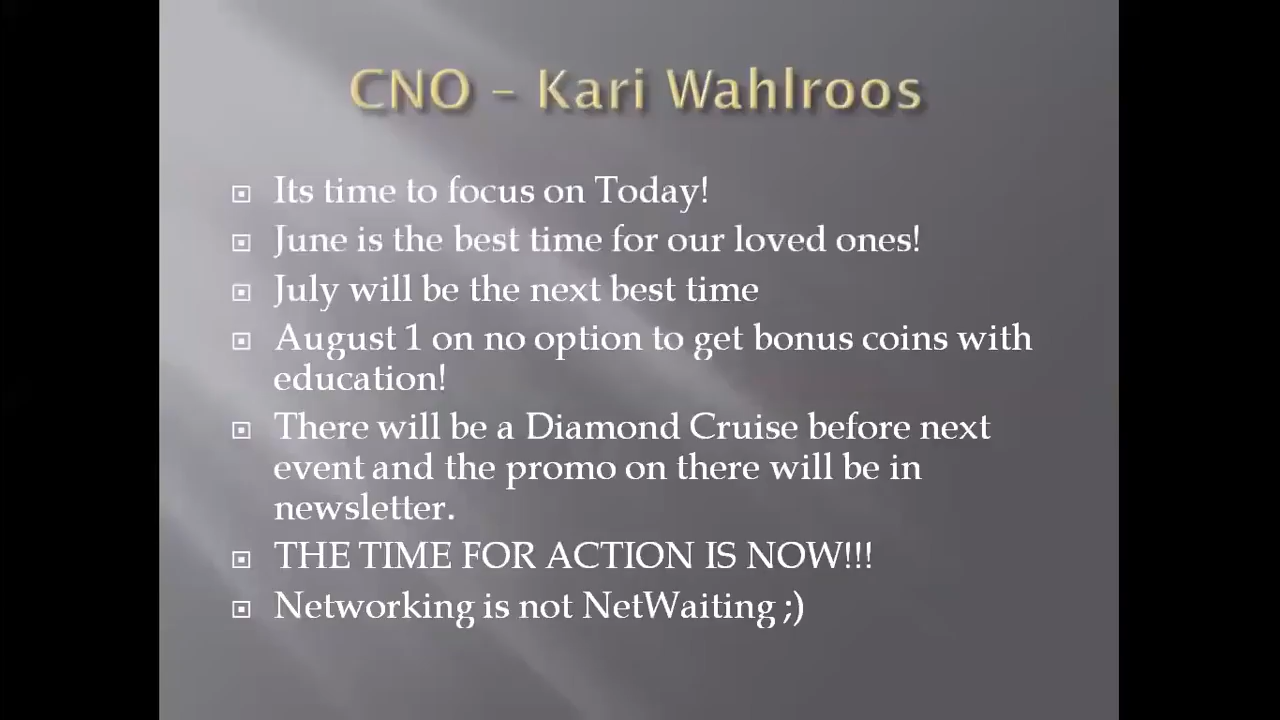 CNO – Kari Wahlroos
Its time to focus on Today!
June is the best time for our loved ones!
July will be the next best time
August 1 on no option to get bonus coins with
education!
There will be a Diamond Cruise before next
event and the promo on there will be in
newsletter.
THE TIME FOR ACTION IS NOW!!!
Networking is not NetWaiting ;)